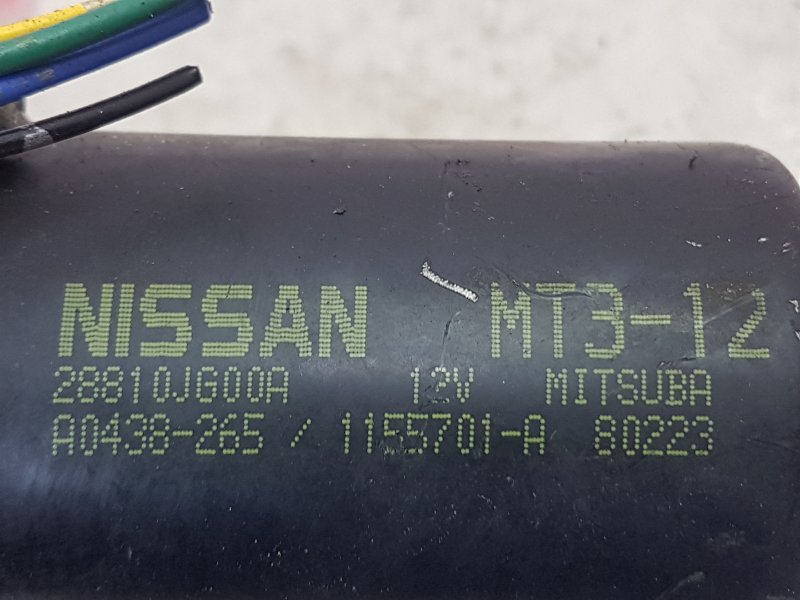 NISSAN MT3-12
28810JG00A 12V MITSUBA
A0438-265 / 1155701-A 80223